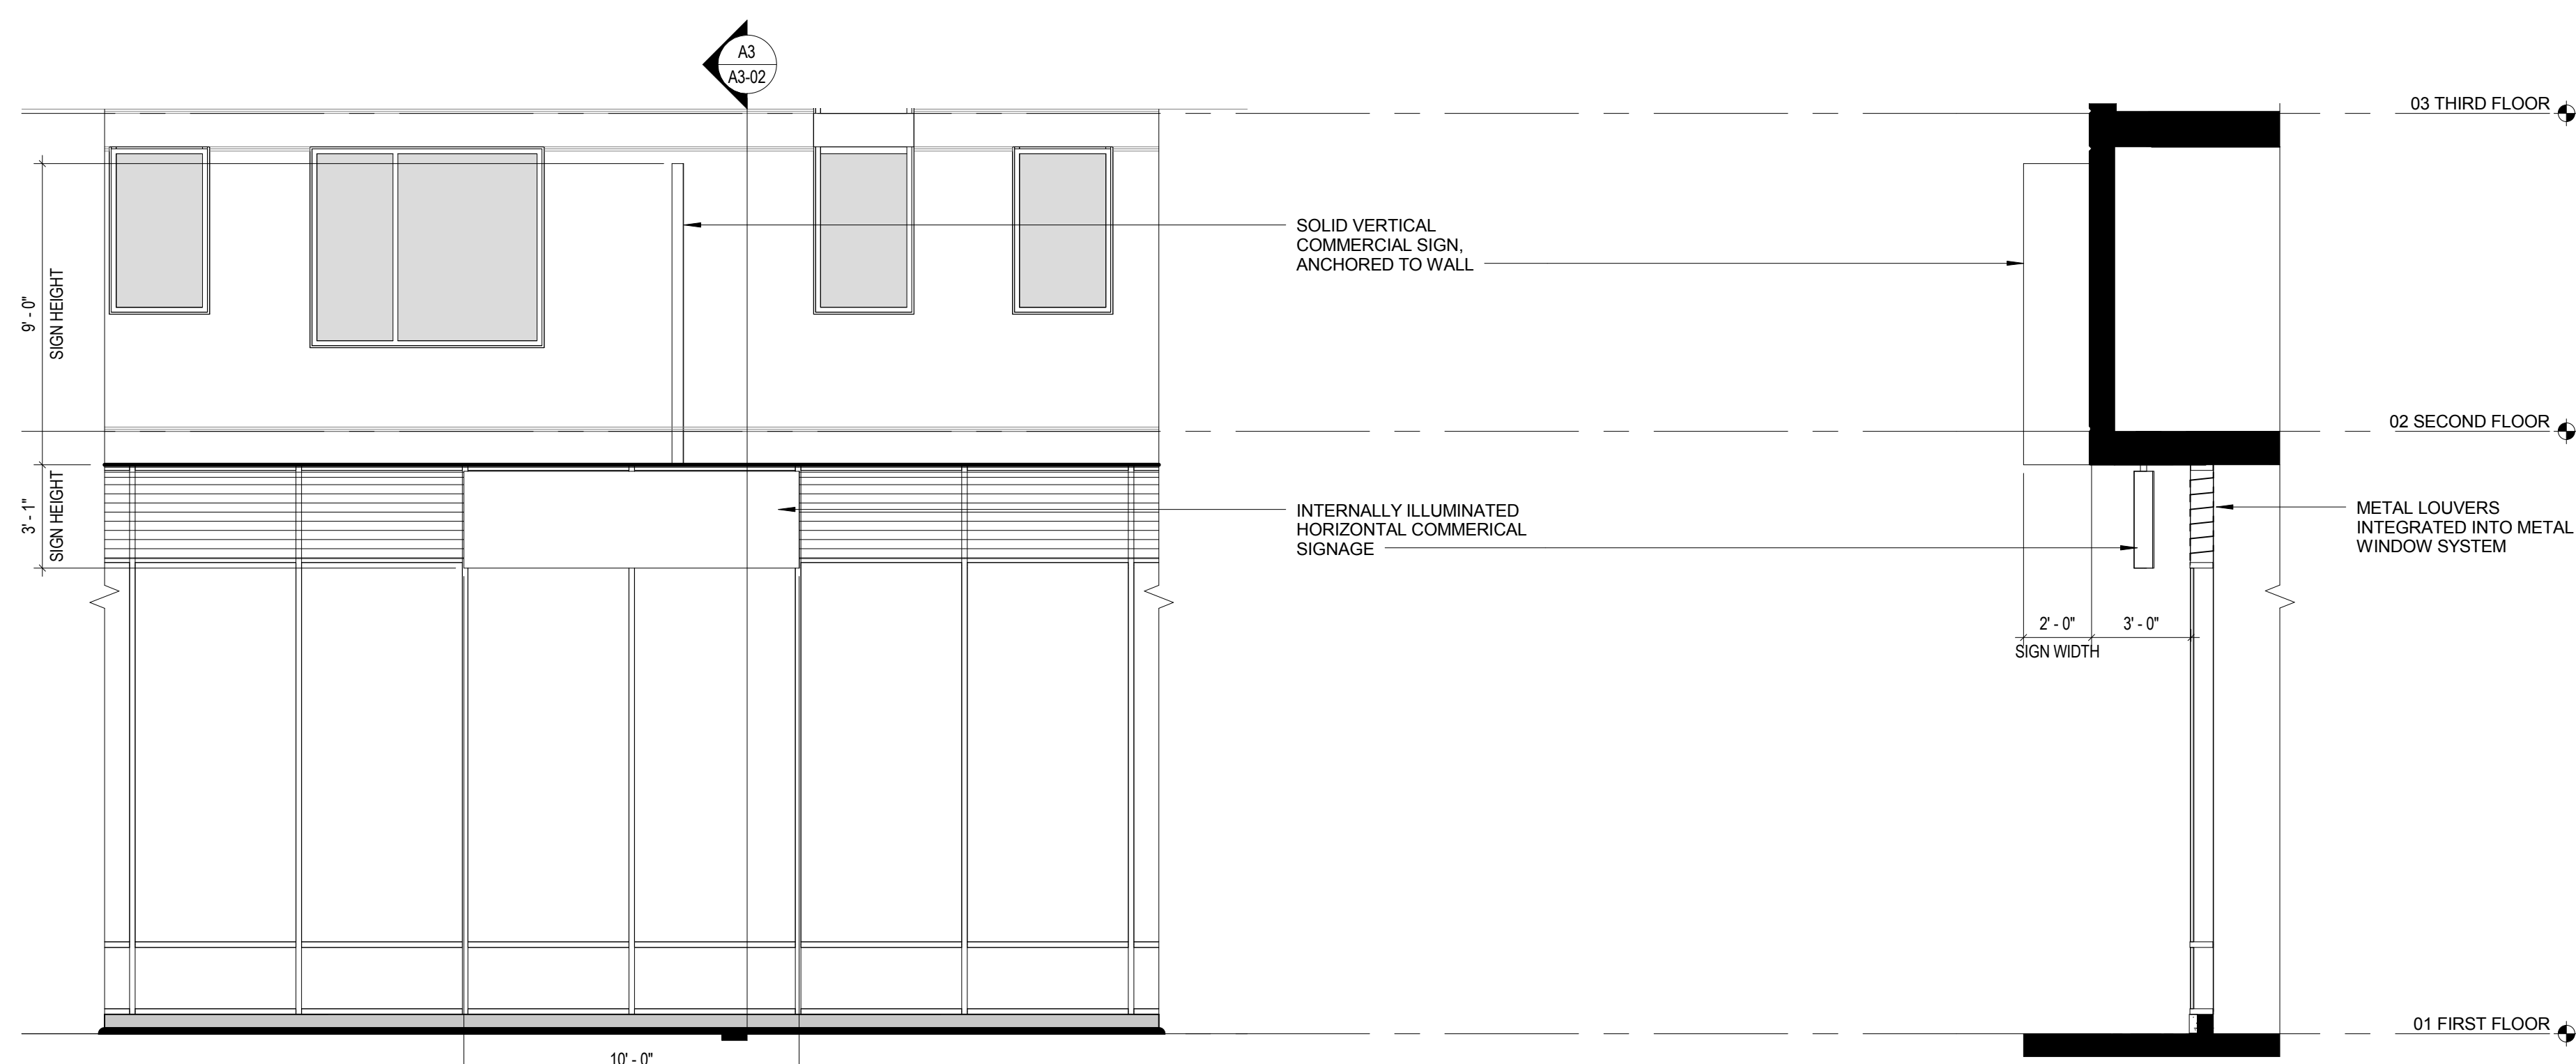 A3
A3-02
03 THIRD FLOOR
SOLID VERTICAL
COMMERCIAL SIGN,
ANCHORED TO WALL
9' - 0"
SIGN HEIGHT
02 SECOND FLOOR
3' - 1"
SIGN HEIGHT
INTERNALLY ILLUMINATED
HORIZONTAL COMMERICAL
SIGNAGE
METAL LOUVERS
INTEGRATED INTO METAL
WINDOW SYSTEM
2' - 0"
3' - 0"
SIGN WIDTH
01 FIRST FLOOR
10' - 0"